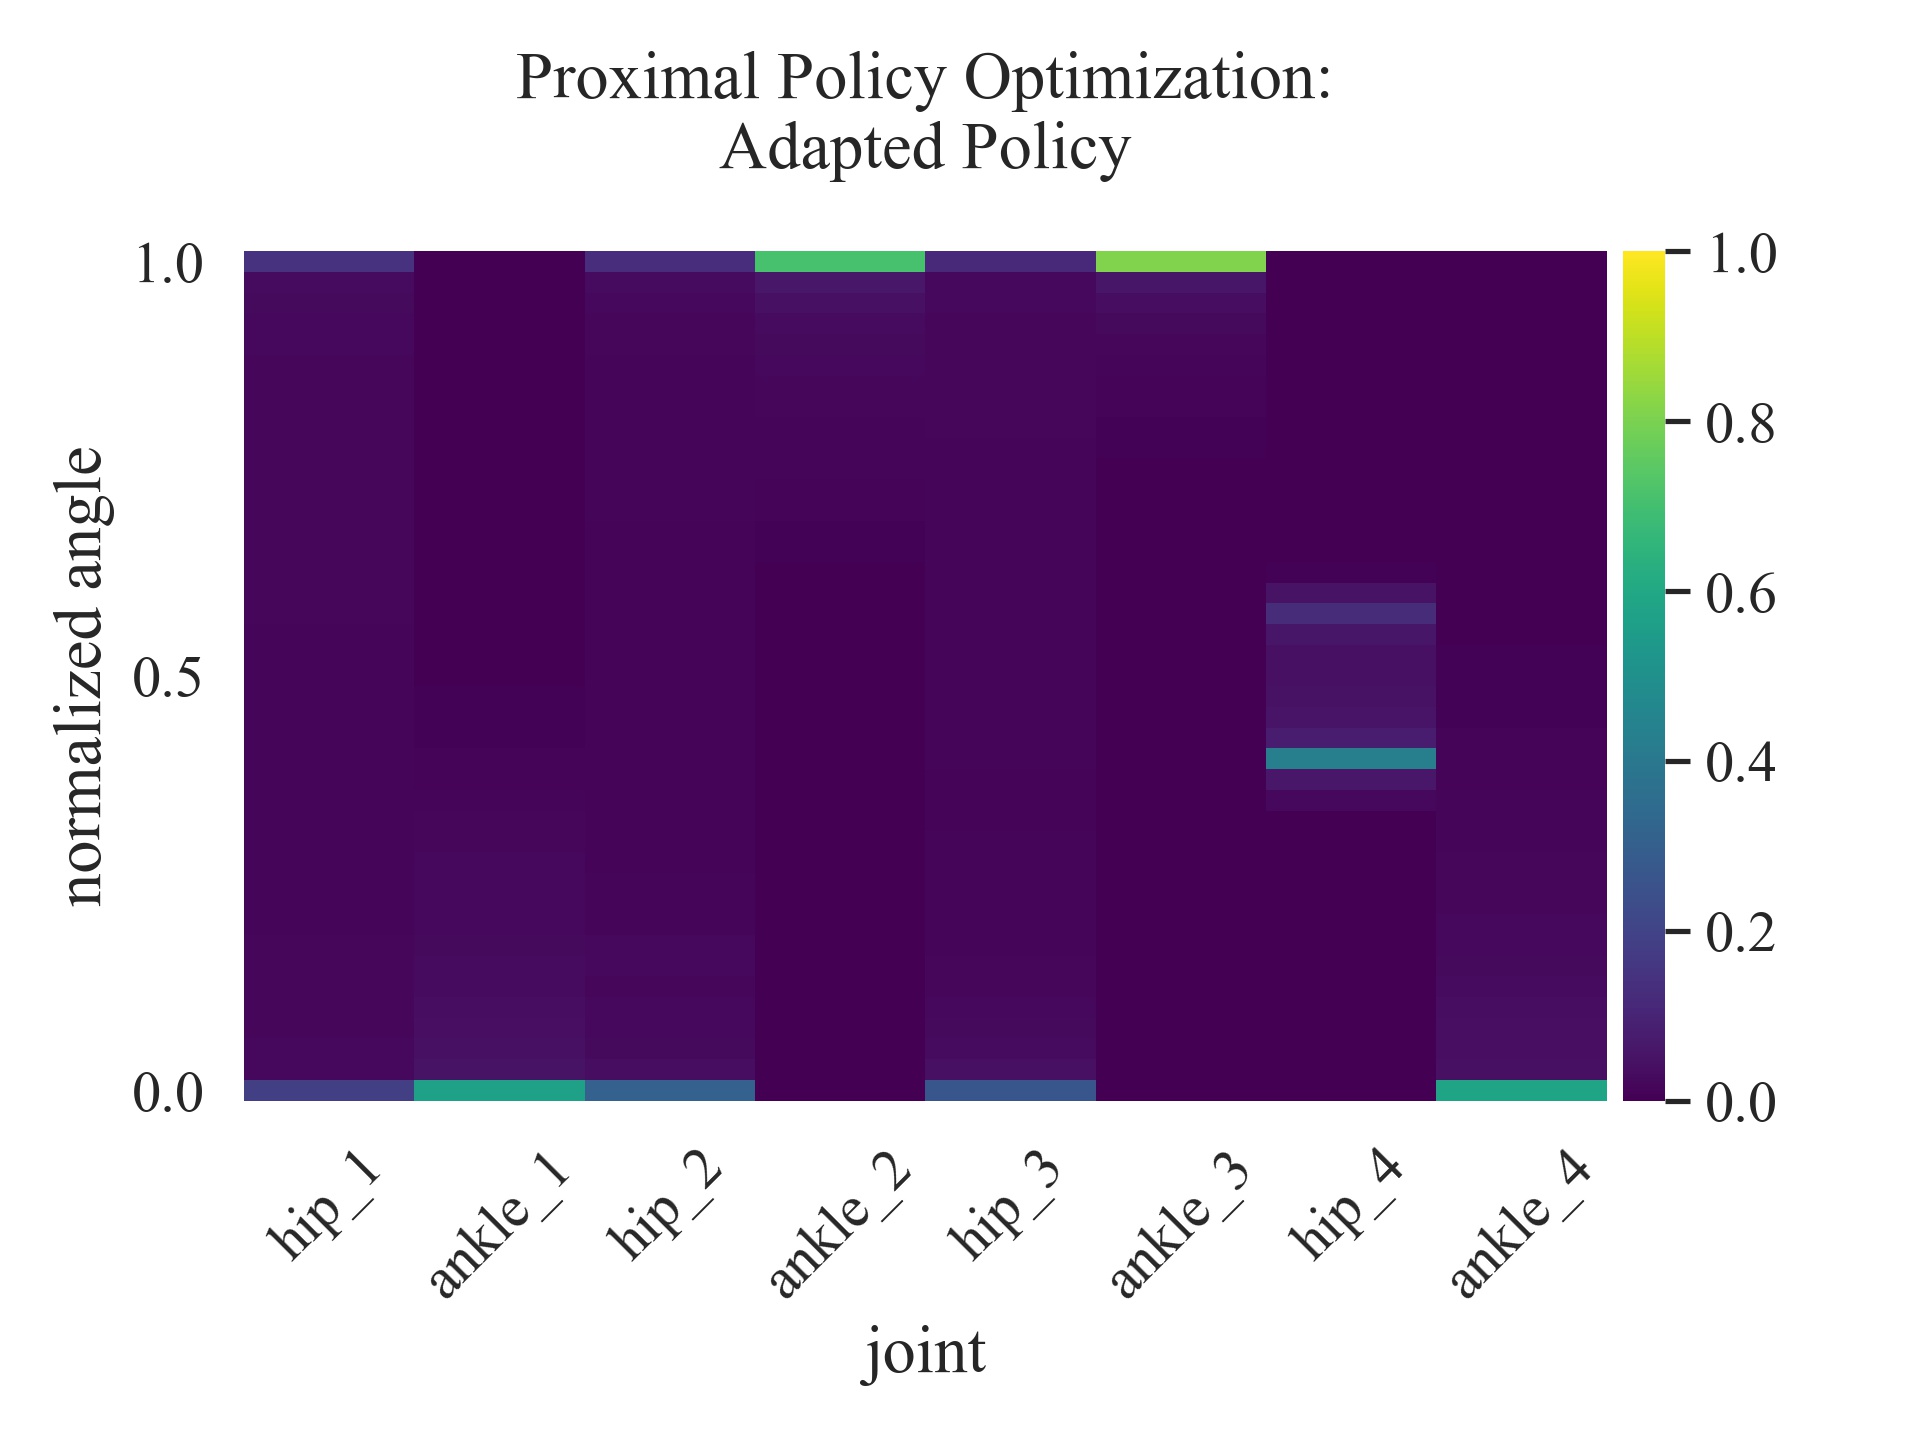 Proximal Policy Optimization:
Adapted Policy
normalized angle
1.0
0.5
0.0
hip_1
ankle_1
hip_2
ankle_2
hip_3
ankle_3
hip_4
ankle_4
joint
1.0
0.8
0.6
0.4
0.2
0.0